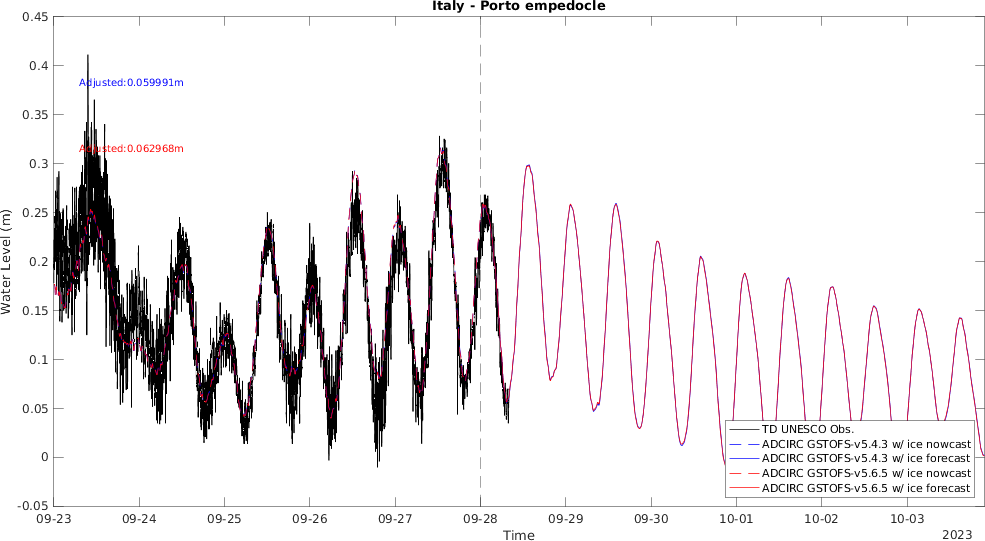 Italy - Porto empedocle
0.45
0.4
0.35
0.3
0.25
0.2
0.15
0.1
0.05
0
-0.05
Water Level (m)
Adjusted:0.059991m
Adjusted:0.062968m
TD UNESCO Obs.
ADCIRC GSTOFS-v5.4.3 w/ ice nowcast
ADCIRC GSTOFS-v5.4.3 w/ ice forecast
ADCIRC GSTOFS-v5.6.5 w/ ice nowcast
ADCIRC GSTOFS-v5.6.5 w/ ice forecast
09-23 09-24 09-25 09-26 09-27 09-28 09-29 09-30 10-01 10-02 10-03
Time
2023